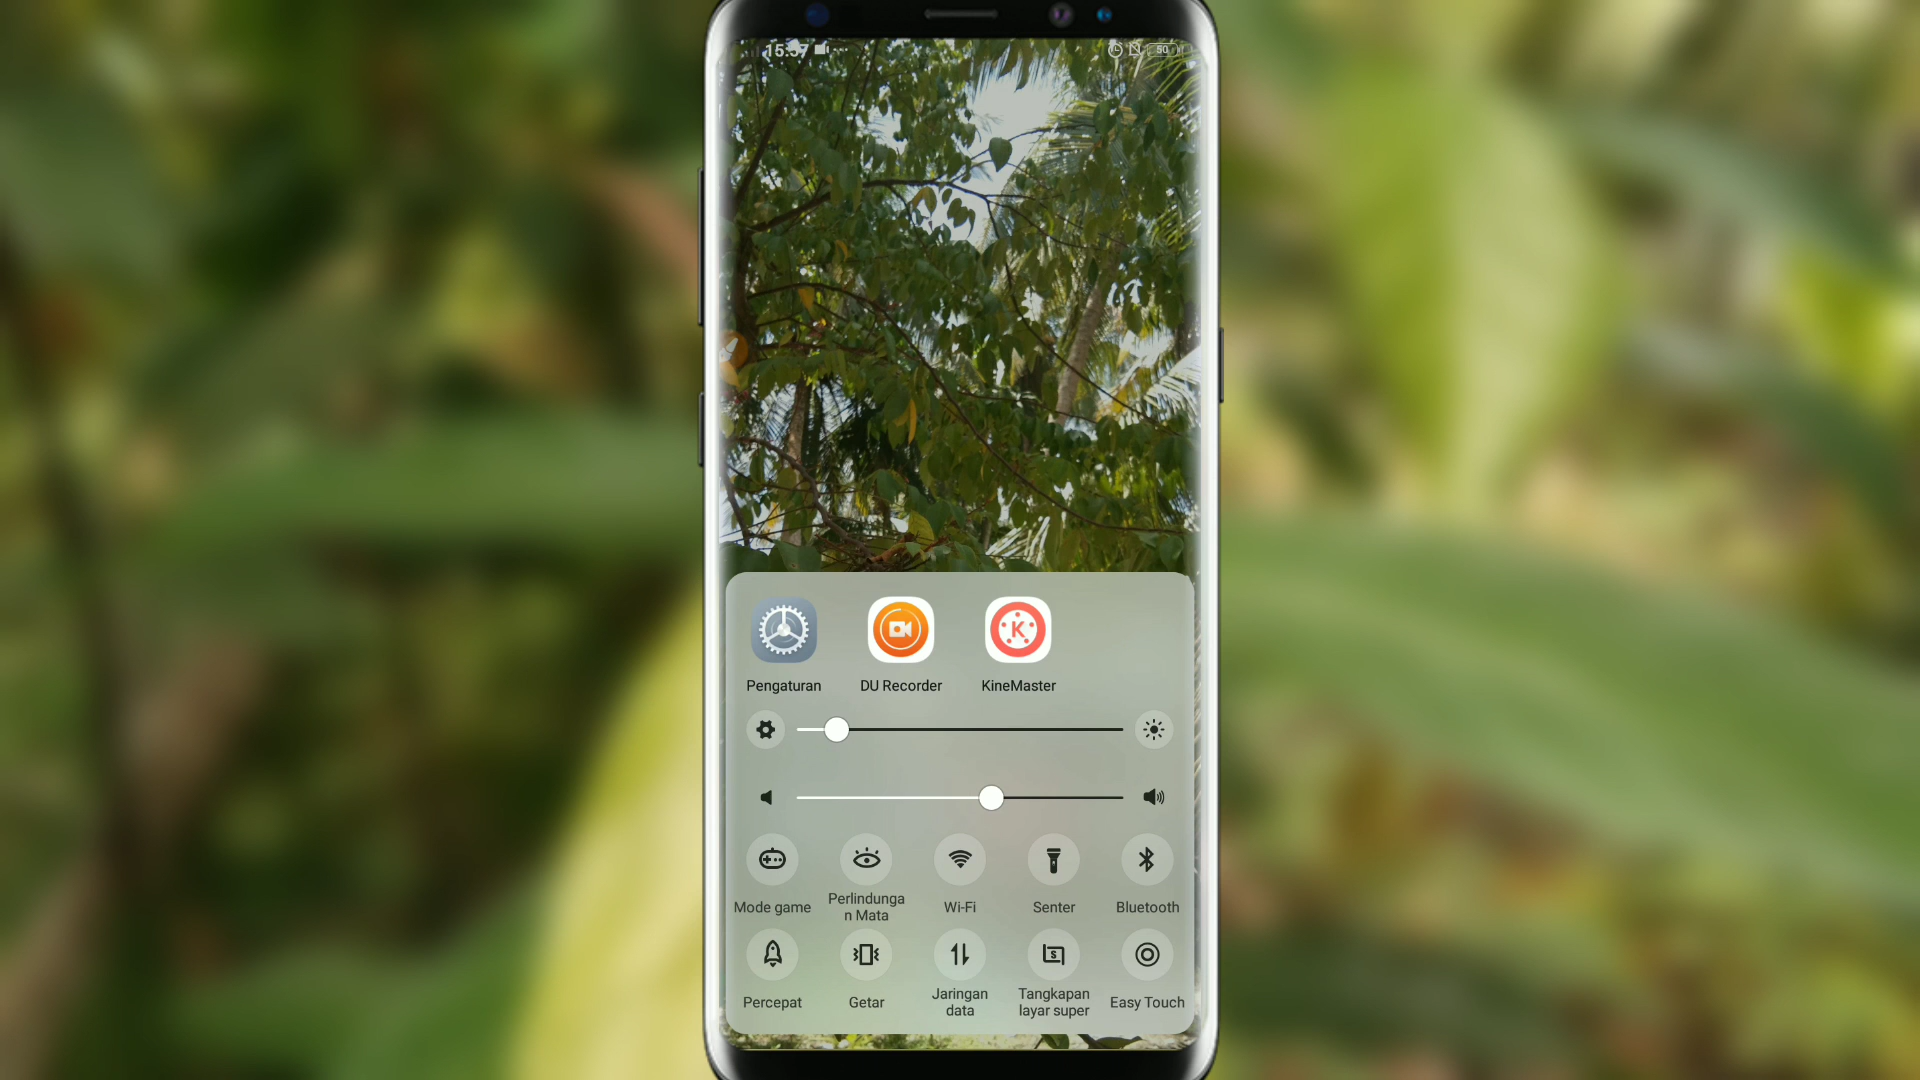 15:57
50
Pengaturan
DU Recorder
KineMaster
Mode game
Perlindunga
n Mata
Wi-Fi
Senter
Bluetooth
Percepat
Getar
Jaringan
data
Tangkapan
layar super
Easy Touch